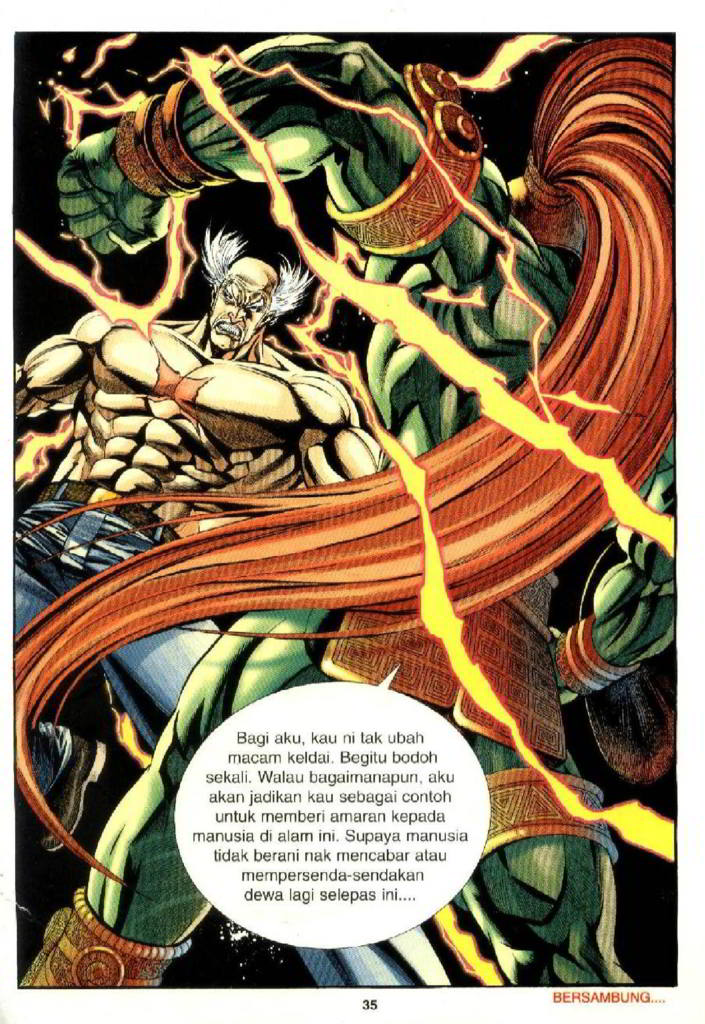 Bagi aku, kau ni tak ubah
macam keldai. Begitu bodoh
sekali. Walau bagaimanapun, aku
akan jadikan kau sebagai contoh
untuk memberi amaran kepada
manusia di alam ini. Supaya manusia
tidak berani nak mencabar atau
mempersenda-sendakan
dewa lagi selepas ini....
BERSAMBUNG....
35